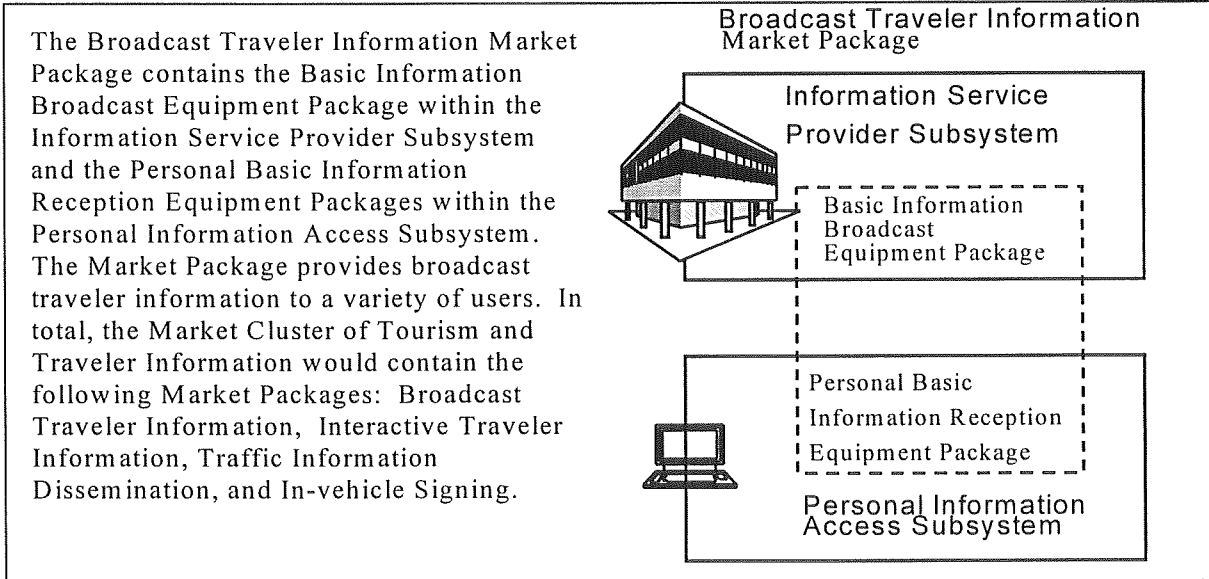 The Broadcast Traveler Information Market
Package contains the Basic Information
Broadcast Equipment Package within the
Information Service Provider Subsystem
and the Personal Basic Information
Reception Equipment Packages within the
Personal Information Access Subsystem.
The Market Package provides broadcast
traveler information to a variety of users.  In
total, the Market Cluster of Tourism and
Traveler Information would contain the
following Market Packages:  Broadcast
Traveler Information,  Interactive Traveler
Information, Traffic Information
Dissemination, and In-vehicle Signing.
Broadcast Traveler Information
Market Package
Information Service
Provider Subsystem
Basic Information
Broadcast
Equipment Package
Personal Basic
Information Reception
Equipment Package
Personal Information
Access Subsystem